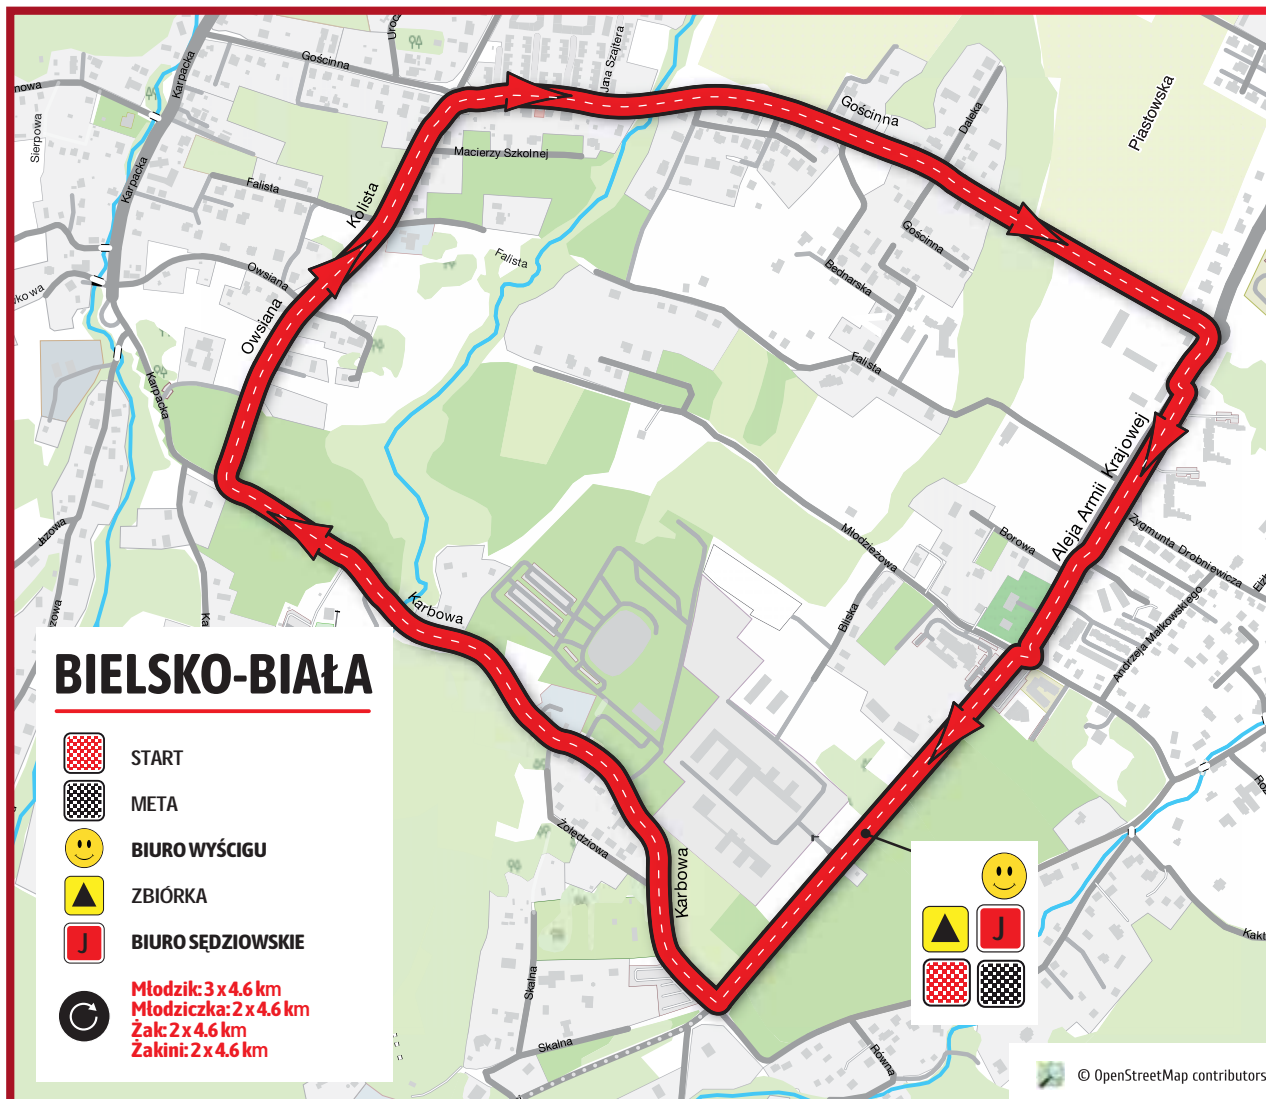 Gościnna
Karpacka
Jana Szajtera
Sierpowa
Karpacka
Macierzy Szkolnej
Falista
Kolista
Gościnna
Daleka
Piastowska
Gościnna
Falista
Owsiana
Owsiana
Bednarska
Falista
Karpacka
Aleja Armii Krajowej
Młodzieżowa
Borowa
Zygmunta Drobniewicza
Andrzeja Małkowskiego
Bliska
Karbowa
Jazowa
Żołędziowa
Karbowa
Skalna
Skalna
Równa
BIELSKO-BIAŁA
START
META
BIURO WYŚCIGU
ZBIÓRKA
J
BIURO SĘDZIOWSKIE
Młodzik: 3 x 4.6 km
Młodziczka: 2 x 4.6 km
Żak: 2 x 4.6 km
Żakini: 2 x 4.6 km
J
© OpenStreetMap contributors